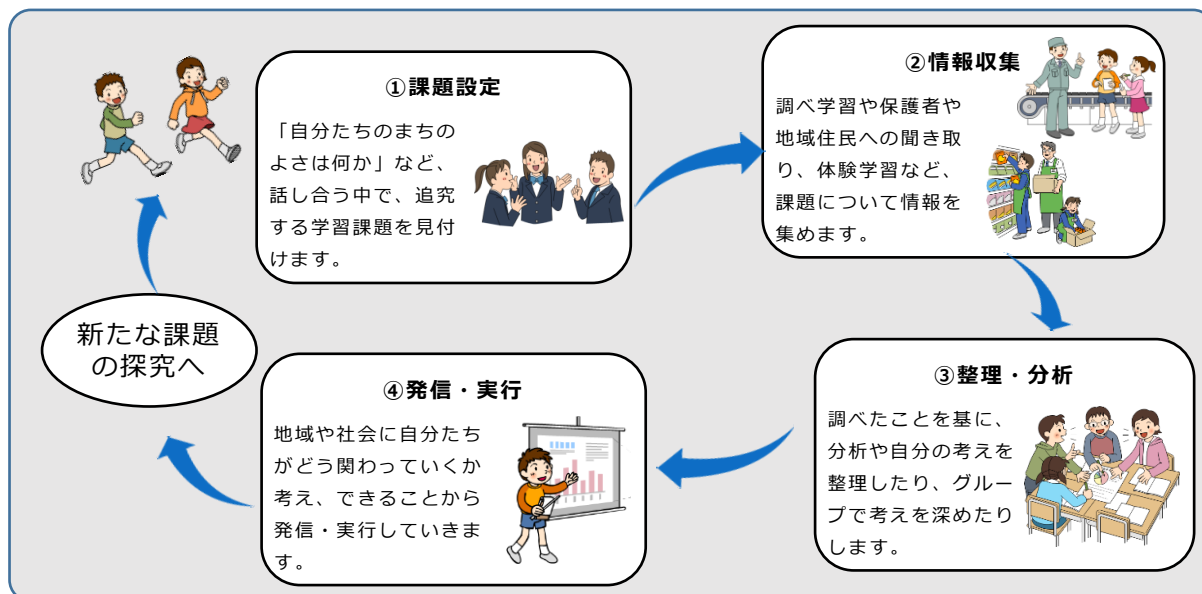 ①課題設定
「自分たちのまちの
よさは何か」など、
話し合う中で、追究
する学習課題を見付
けます。
②情報収集
調べ学習や保護者や
地域住民への聞き取
り、体験学習など、
課題について情報を
集めます。
③整理・分析
調べたことを基に、
分析や自分の考えを
整理したり、グルー
プで考えを深めたり
します。
④発信・実行
地域や社会に自分たち
がどう関わっていくか
考え、できることから
発信・実行していきま
す。
新たな課題
の探究へ